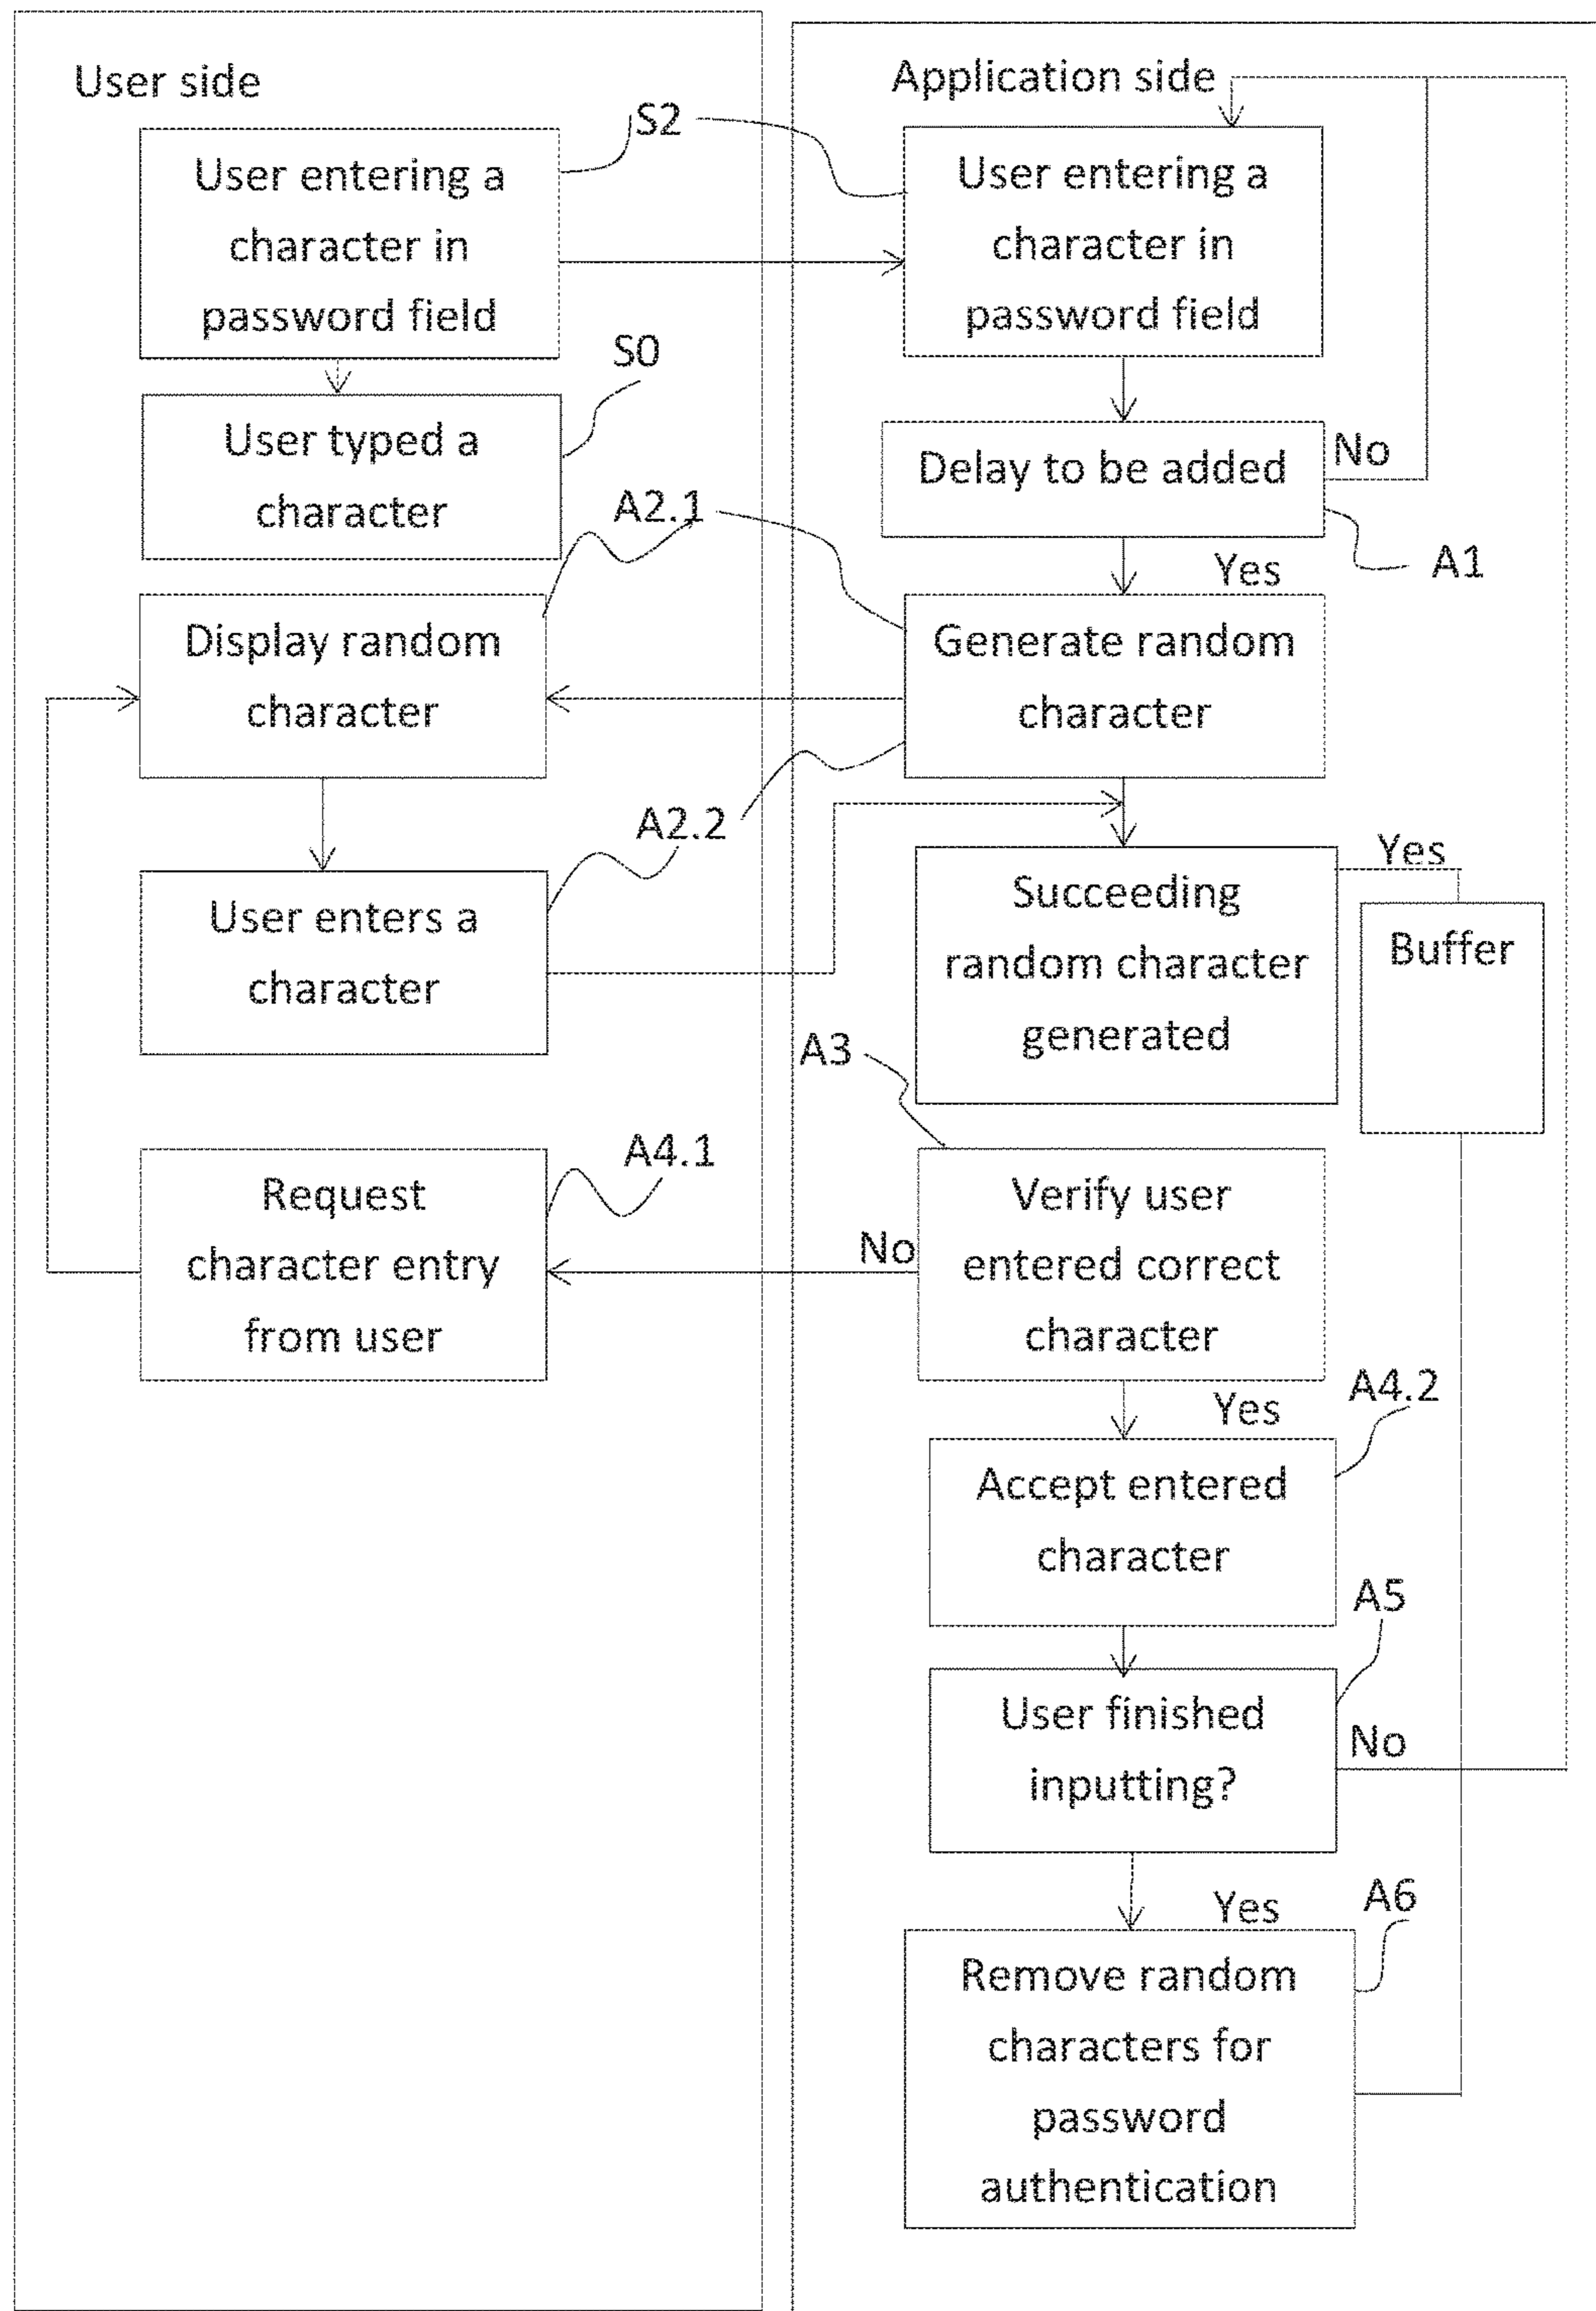 User side
User entering a
character in
password field
S2
S0
User typed a
character
A2.1
Display random
character
A2.2
User enters a
character
A4.1
Request
character entry
from user
Application side
User entering a
character in
password field
Delay to be added
No
A1
Yes
Generate random
character
Succeeding
random character
generated
Yes
Buffer
A3
Verify user
entered correct
character
No
Yes
A4.2
Accept entered
character
A5
User finished
inputting?
No
Yes
A6
Remove random
characters for
password
authentication